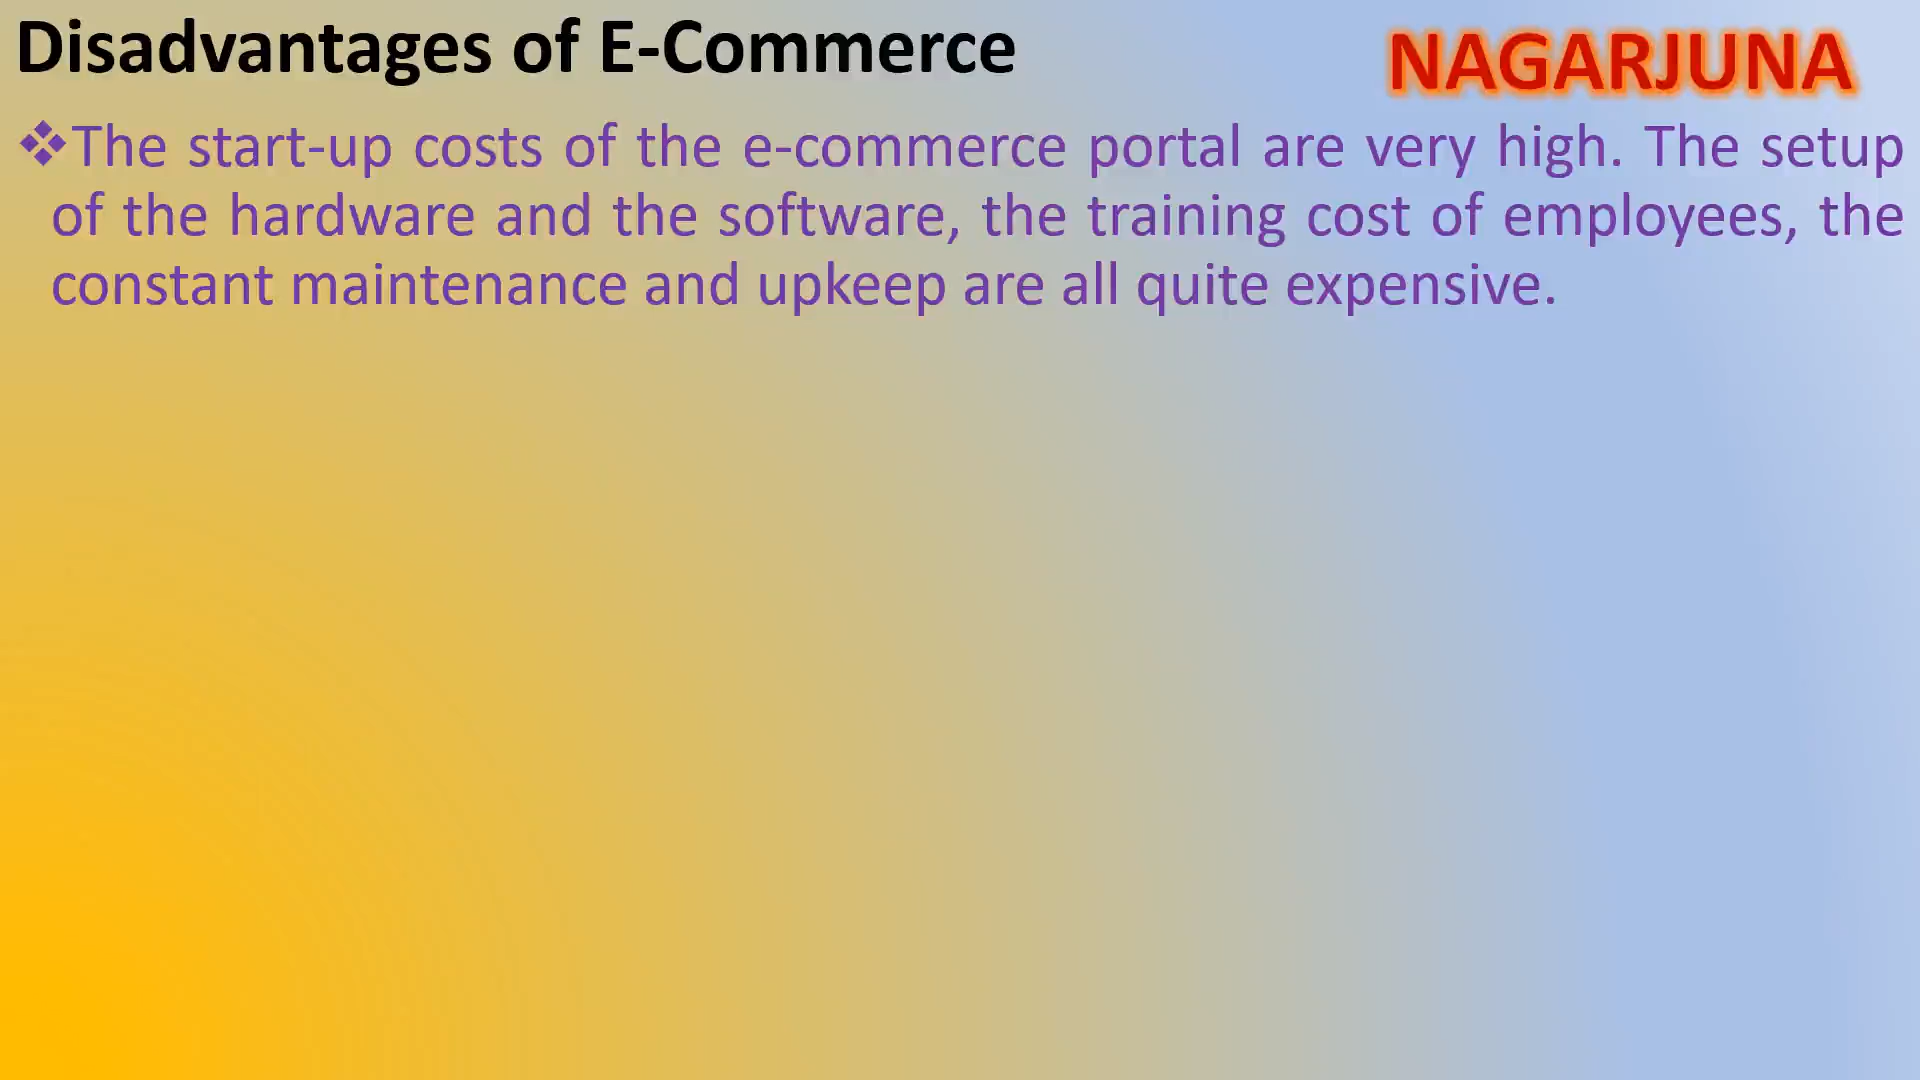 Disadvantages of E-Commerce
NAGARJUNA
❖The start-up costs of the e-commerce portal are very high. The setup
of the hardware and the software, the training cost of employees, the
constant maintenance and upkeep are all quite expensive.